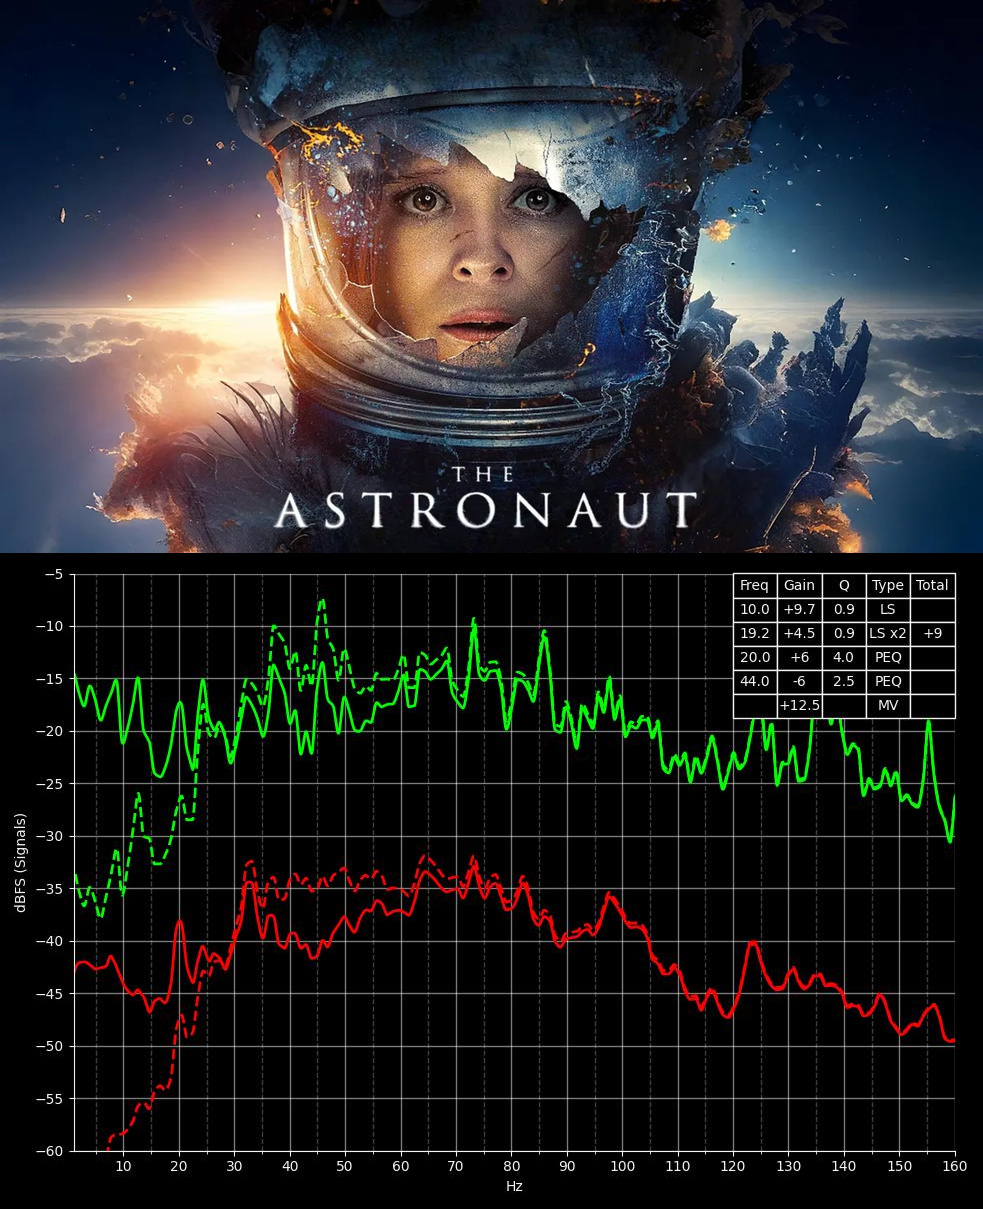 THE
ASTRONAUT
Freq Gain Q Type Total
10.0 +9.7 0.9 LS
19.2 +4.5 0.9 LS x2 +9
20.0 +6 4.0 PEQ
44.0 -6 2.5 PEQ
+12.5 MV
−5
−10
−15
−20
−25
−30
−35
−40
−45
−50
−55
−60
dBFS (Signals)
10 20 30 40 50 60 70 80 90 100 110 120 130 140 150 160
Hz